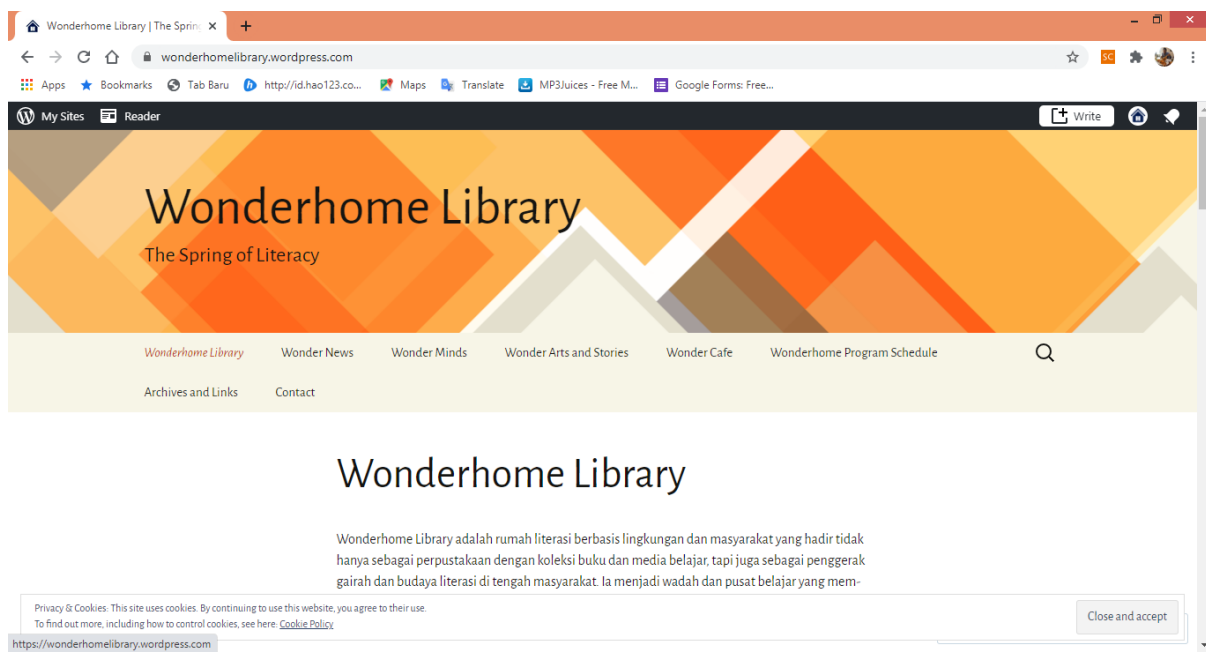 Wonderhome Library | The Sprin
wonderhomelibrary.wordpress.com
SC
Apps Bookmarks Tab Baru http://id.hao123.co... Maps Translate MP3Juices - Free M... Google Forms: Free...
My Sites Reader Write
Wonderhome Library
The Spring of Literacy
Wonderhome Library Wonder News Wonder Minds Wonder Arts and Stories Wonder Cafe Wonderhome Program Schedule
Archives and Links Contact
Wonderhome Library
Wonderhome Library adalah rumah literasi berbasis lingkungan dan masyarakat yang hadir tidak
hanya sebagai perpustakaan dengan koleksi buku dan media belajar, tapi juga sebagai penggerak
gairah dan budaya literasi di tengah masyarakat. Ia menjadi wadah dan pusat belajar yang mem-
Privacy & Cookies: This site uses cookies. By continuing to use this website, you agree to their use.
To find out more, including how to control cookies, see here: Cookie Policy
Close and accept
https://wonderhomelibrary.wordpress.com